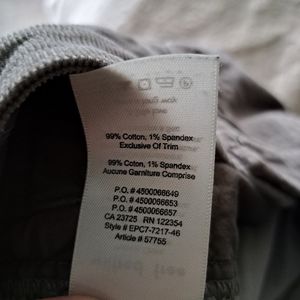 99% Cotton, 1% Spandex
Exclusive Of Trim
99% Coton, 1% Spandex
Aucune Garniture Comprise
P.O. # 4500066649
P.O. # 4500066653
P.O. # 4500066657
CA 23725 RN 122354
Style # EPC7-7217-46
Article # 57755